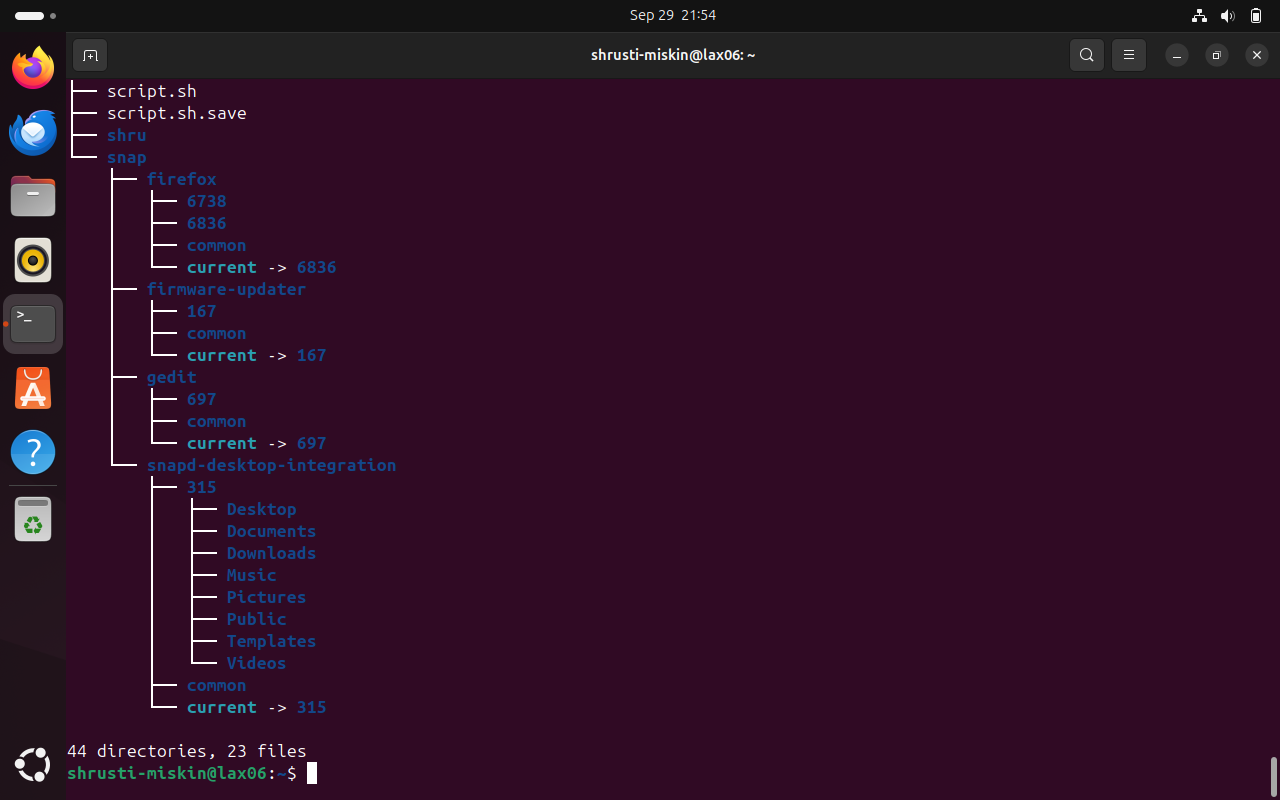 Sep 29 21:54
shrusti-miskin@lax06: ~
├── script.sh
├── script.sh.save
├── shru
└── snap
    ├── firefox
    │   ├── 6738
    │   ├── 6836
    │   ├── common
    │   └── current -> 6836
    ├── firmware-updater
    │   ├── 167
    │   ├── common
    │   └── current -> 167
    ├── gedit
    │   ├── 697
    │   ├── common
    │   └── current -> 697
    └── snapd-desktop-integration
        ├── 315
        │   ├── Desktop
        │   ├── Documents
        │   ├── Downloads
        │   ├── Music
        │   ├── Pictures
        │   ├── Public
        │   ├── Templates
        │   └── Videos
        ├── common
        └── current -> 315
44 directories, 23 files
shrusti-miskin@lax06:~$